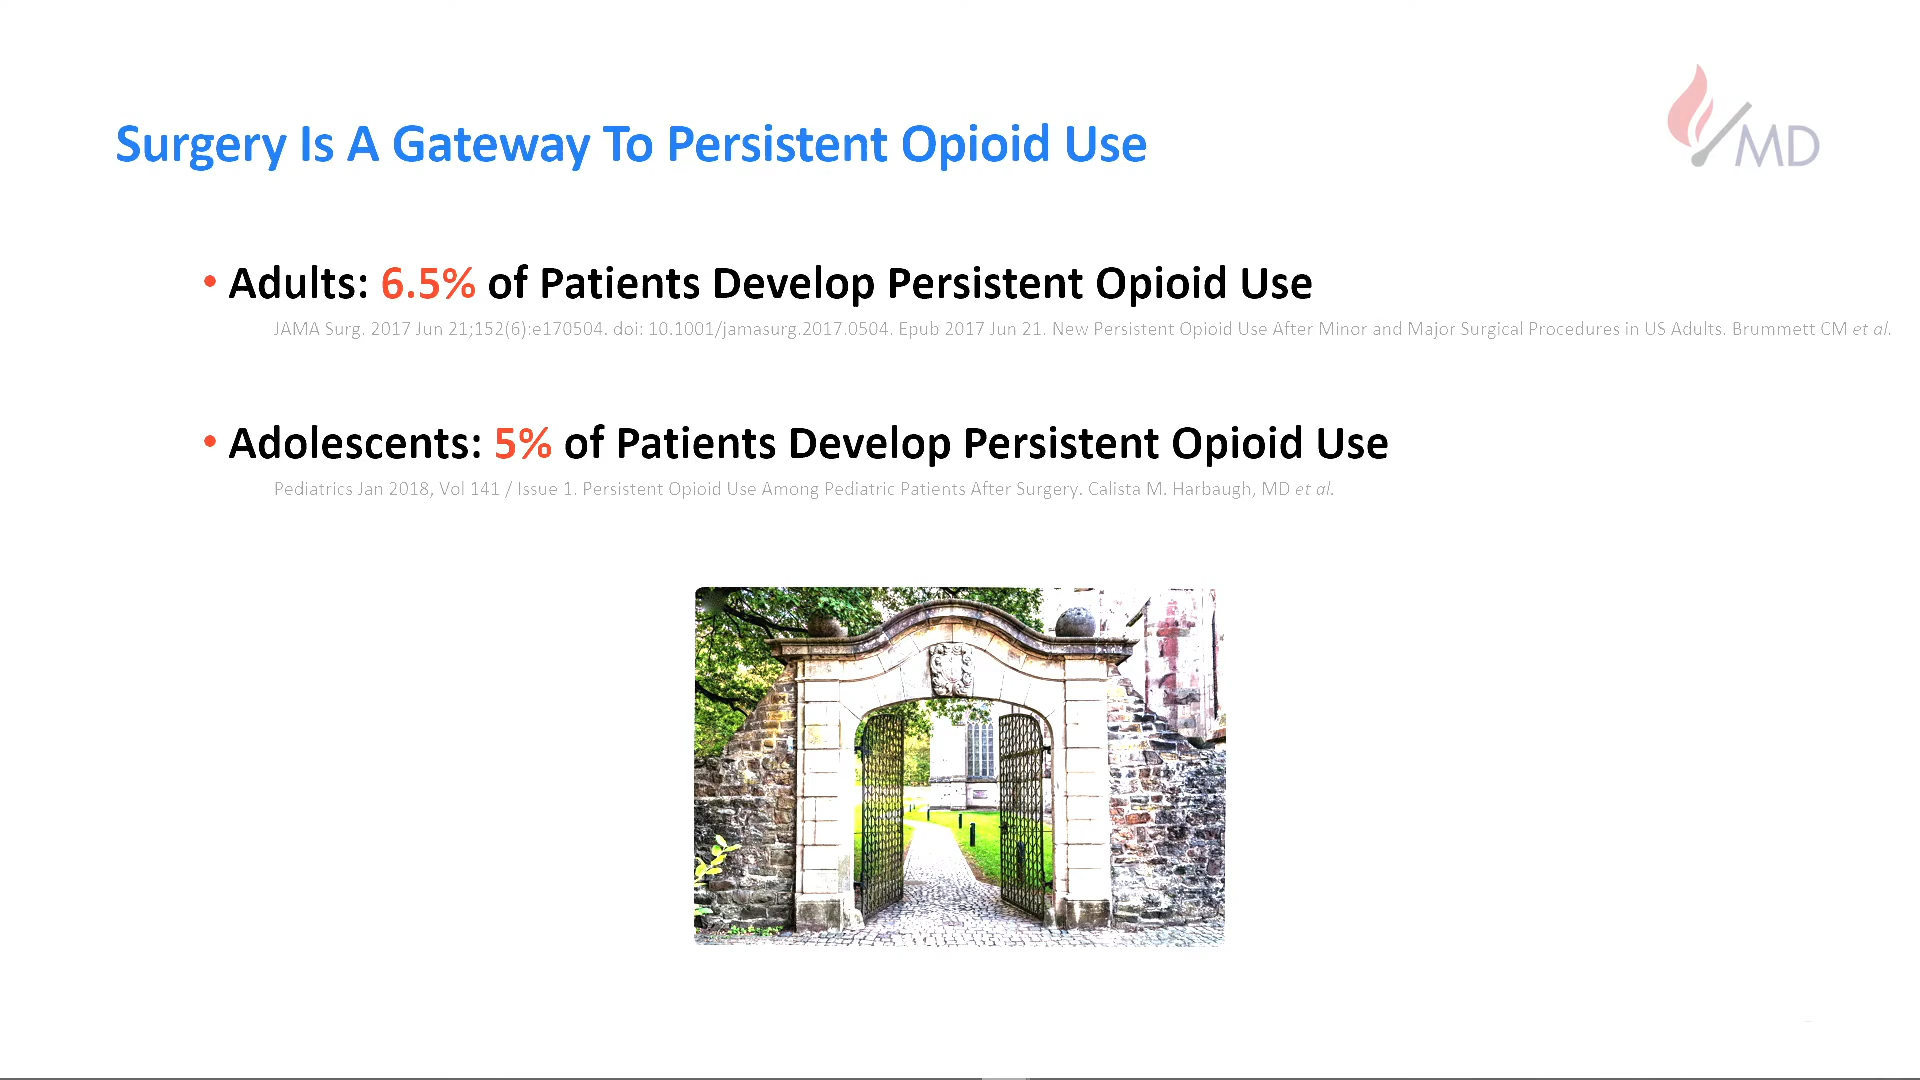 MD
Surgery Is A Gateway To Persistent Opioid Use
• Adults: 6.5% of Patients Develop Persistent Opioid Use
JAMA Surg. 2017 Jun 21;152(6):e170504. doi: 10.1001/jamasurg.2017.0504. Epub 2017 Jun 21. New Persistent Opioid Use After Minor and Major Surgical Procedures in US Adults. Brummett CM et al.
• Adolescents: 5% of Patients Develop Persistent Opioid Use
Pediatrics Jan 2018, Vol 141 / Issue 1. Persistent Opioid Use Among Pediatric Patients After Surgery. Calista M. Harbaugh, MD et al.